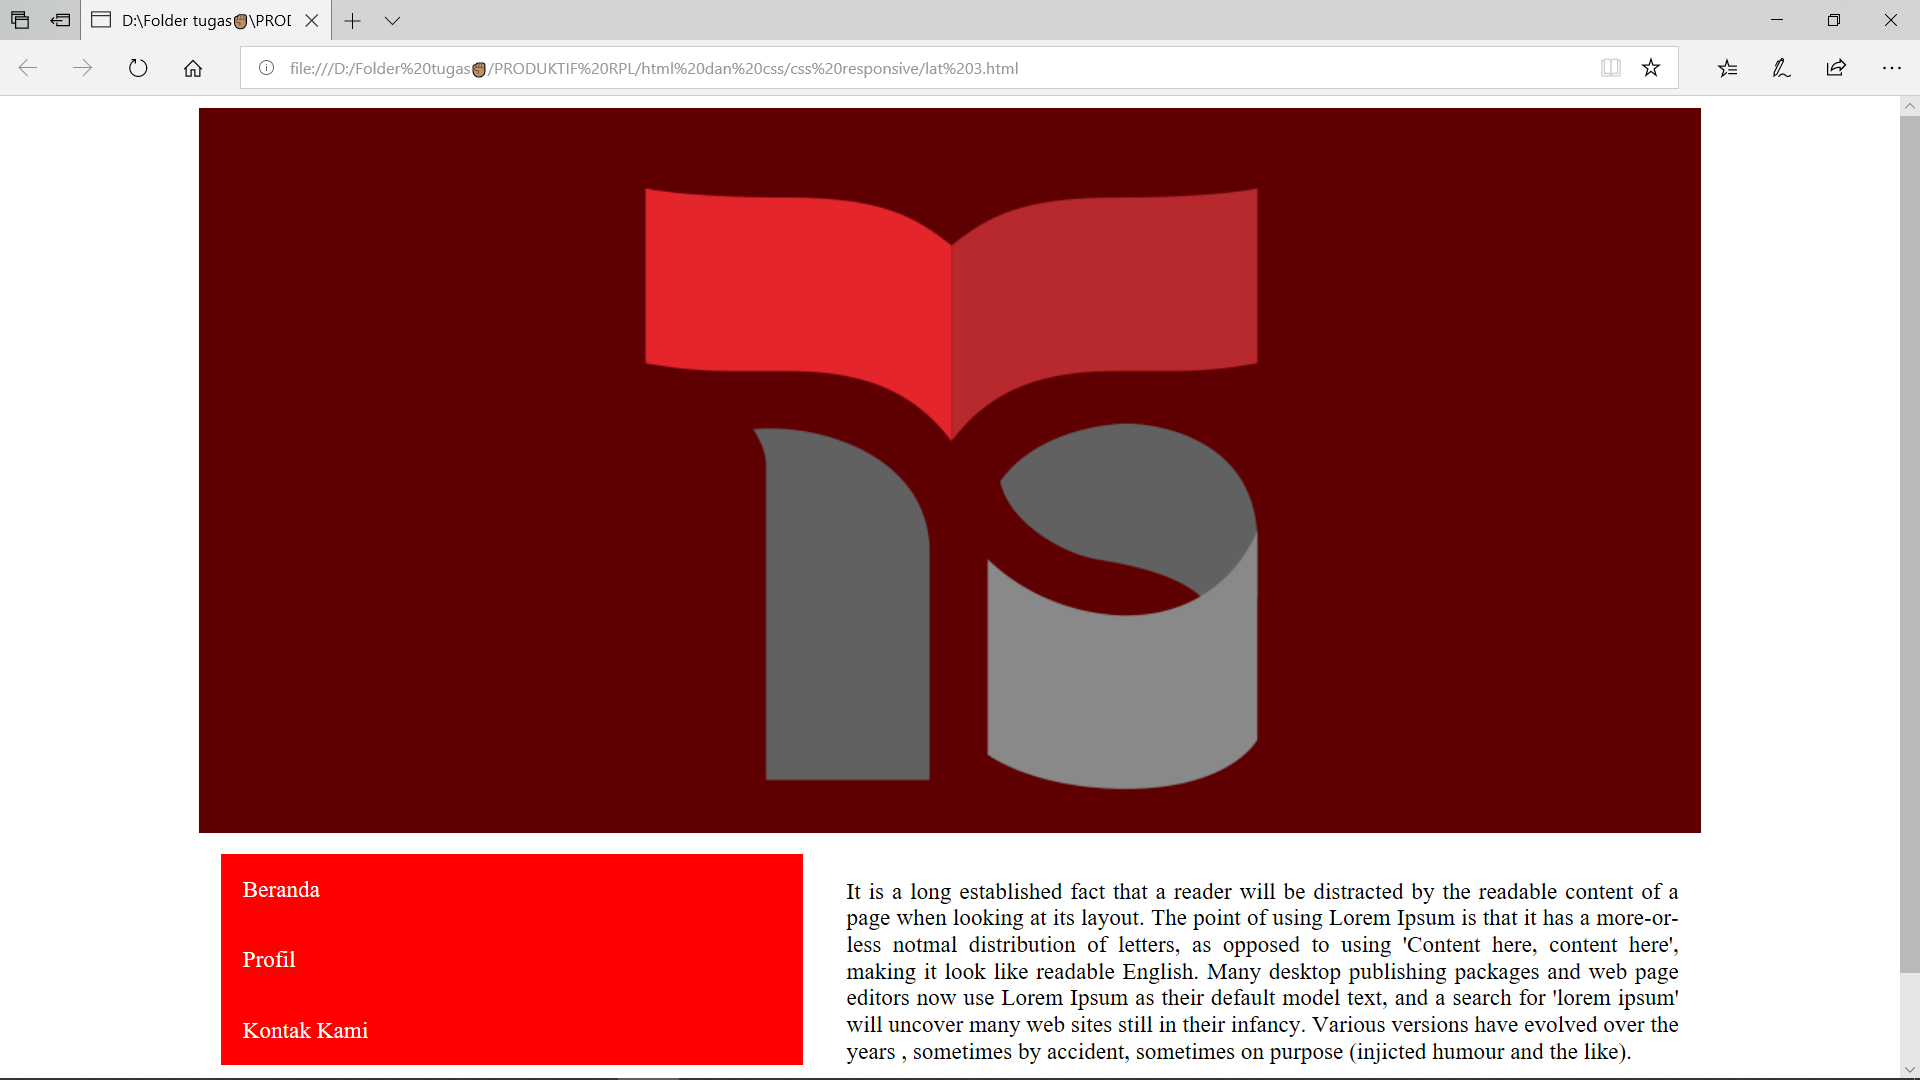 D:\Folder tugas✊🏾\PROD
file:///D:/Folder%20tugas✊🏾/PRODUKTIF%20RPL/html%20dan%20css/css%20responsive/lat%203.html
Beranda
Profil
Kontak Kami
It is a long established fact that a reader will be distracted by the readable content of a
page when looking at its layout. The point of using Lorem Ipsum is that it has a more-or-
less notmal distribution of letters, as opposed to using 'Content here, content here',
making it look like readable English. Many desktop publishing packages and web page
editors now use Lorem Ipsum as their default model text, and a search for 'lorem ipsum'
will uncover many web sites still in their infancy. Various versions have evolved over the
years , sometimes by accident, sometimes on purpose (injicted humour and the like).